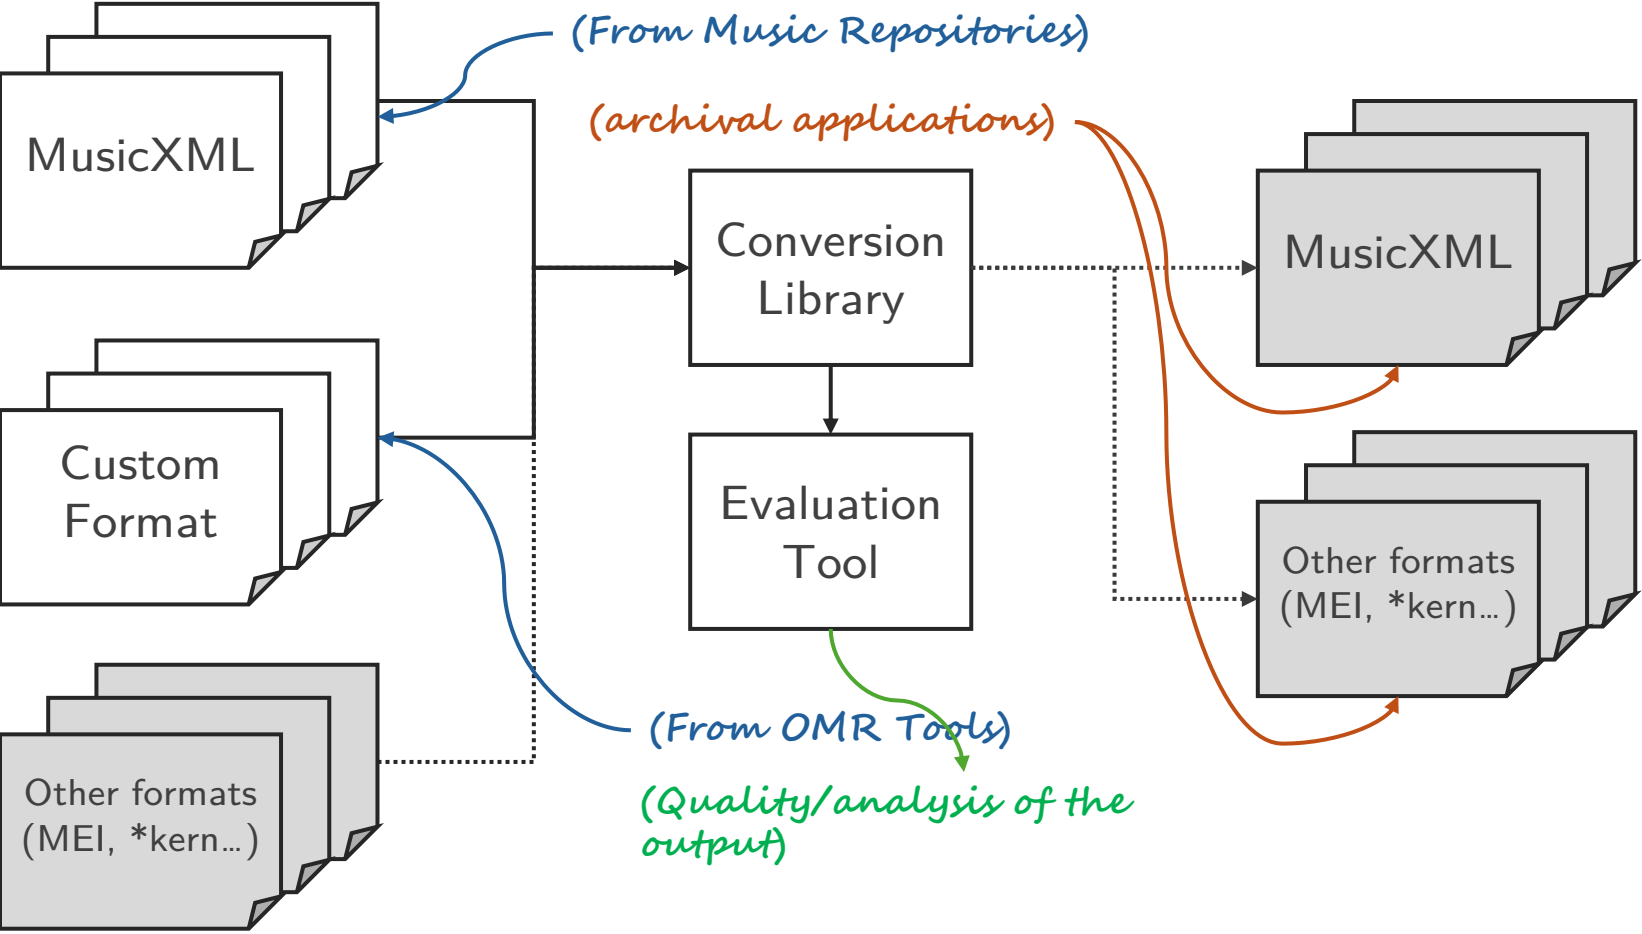 (From Music Repositories)
(archival applications)
MusicXML
Conversion
Library
MusicXML
Custom
Format
Evaluation
Tool
Other formats
(MEI, *kern...)
(From OMR Tools)
Other formats
(MEI, *kern...)
(Quality/analysis of the
output)